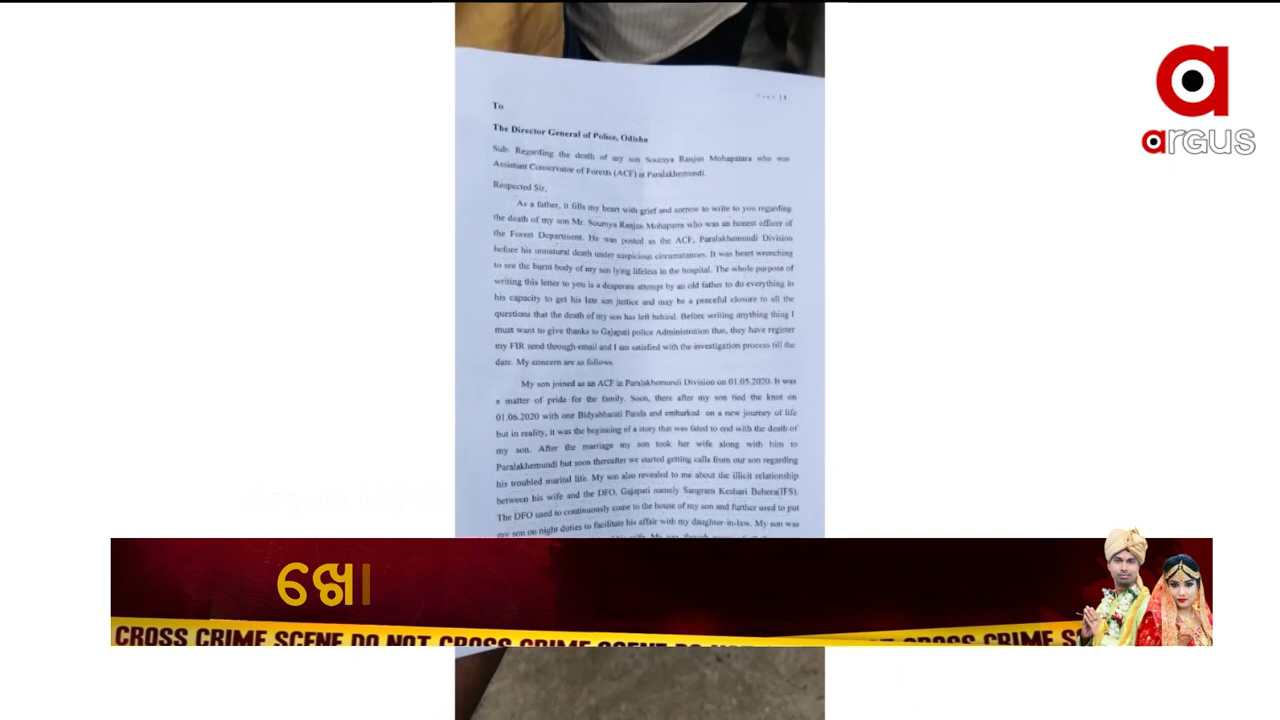 argus
To
The Director General of Police, Odisha
Sub: Regarding the death of my son Soumya Ranjan Mohapatara who was
Assistant Conservator of Forests (ACF) at Paralakhemundi.
Respected Sir,
As a father, it fills my heart with grief and sorrow to write to you regarding
the death of my son Mr. Soumya Ranjan Mohapatra who was an honest officer of
the Forest Department. He was posted as the ACF, Paralakhemundi Division
before his unnatural death under suspicious circumstances. It was heart wrenching
to see the burnt body of my son lying lifeless in the hospital. The whole purpose of
writing this letter to you is a desperate attempt by an old father to do everything in
his capacity to get his late son justice and may be a peaceful closure to all the
questions that the death of my son has left behind. Before writing anything thing I
must want to give thanks to Gajapati police Administration that, they have register
my FIR send through email and I am satisfied with the investigation process till the
date. My concern are as follows.
My son joined as an ACF in Paralakhemundi Division on 01.05.2020. It was
a matter of pride for the family. Soon, there after my son tied the knot on
01.06.2020 with one Bidyabharati Panda and embarked on a new journey of life
but in reality, it was the beginning of a story that was fated to end with the death of
my son. After the marriage my son took her wife along with him to
Paralakhemundi but soon thereafter we started getting calls from our son regarding
his troubled marital life. My son also revealed to me about the illicit relationship
between his wife and the DFO, Gajapati namely Sangram Keshari Behera(IFS).
The DFO used to continuously come to the house of my son and further used to put
my son on night duties to facilitate his affair with my daughter-in-law. My son was
ଖୋ
CROSS CRIME SCENE DO NOT CROSS CRIME SCENE DO NOT CROSS CRIME